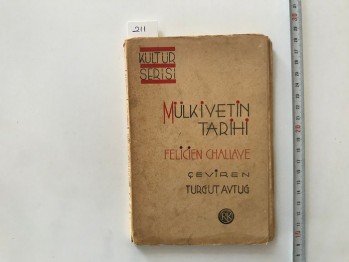 211
KÜLTÜR
SERİSİ
MÜLKİYETİN
TARİHİ
FELİCİEN CHALLAYE
ÇEVİREN
TURGUT AYTUĞ